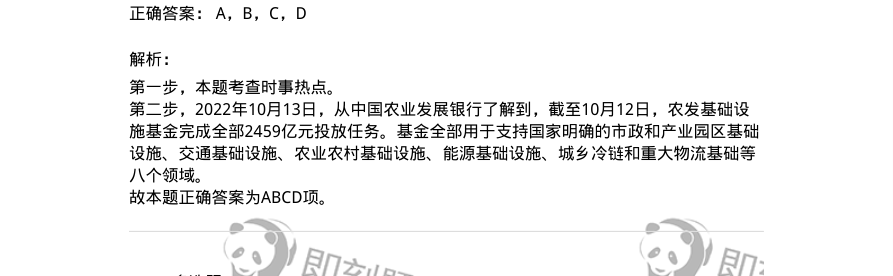 正确答案： A，B，C，D
解析：
第一步，本题考查时事热点。
第二步，2022年10月13日，从中国农业发展银行了解到，截至10月12日，农发基础设
施基金完成全部2459亿元投放任务。基金全部用于支持国家明确的市政和产业园区基础
设施、交通基础设施、农业农村基础设施、能源基础设施、城乡冷链和重大物流基础等
八个领域。
故本题正确答案为ABCD项。